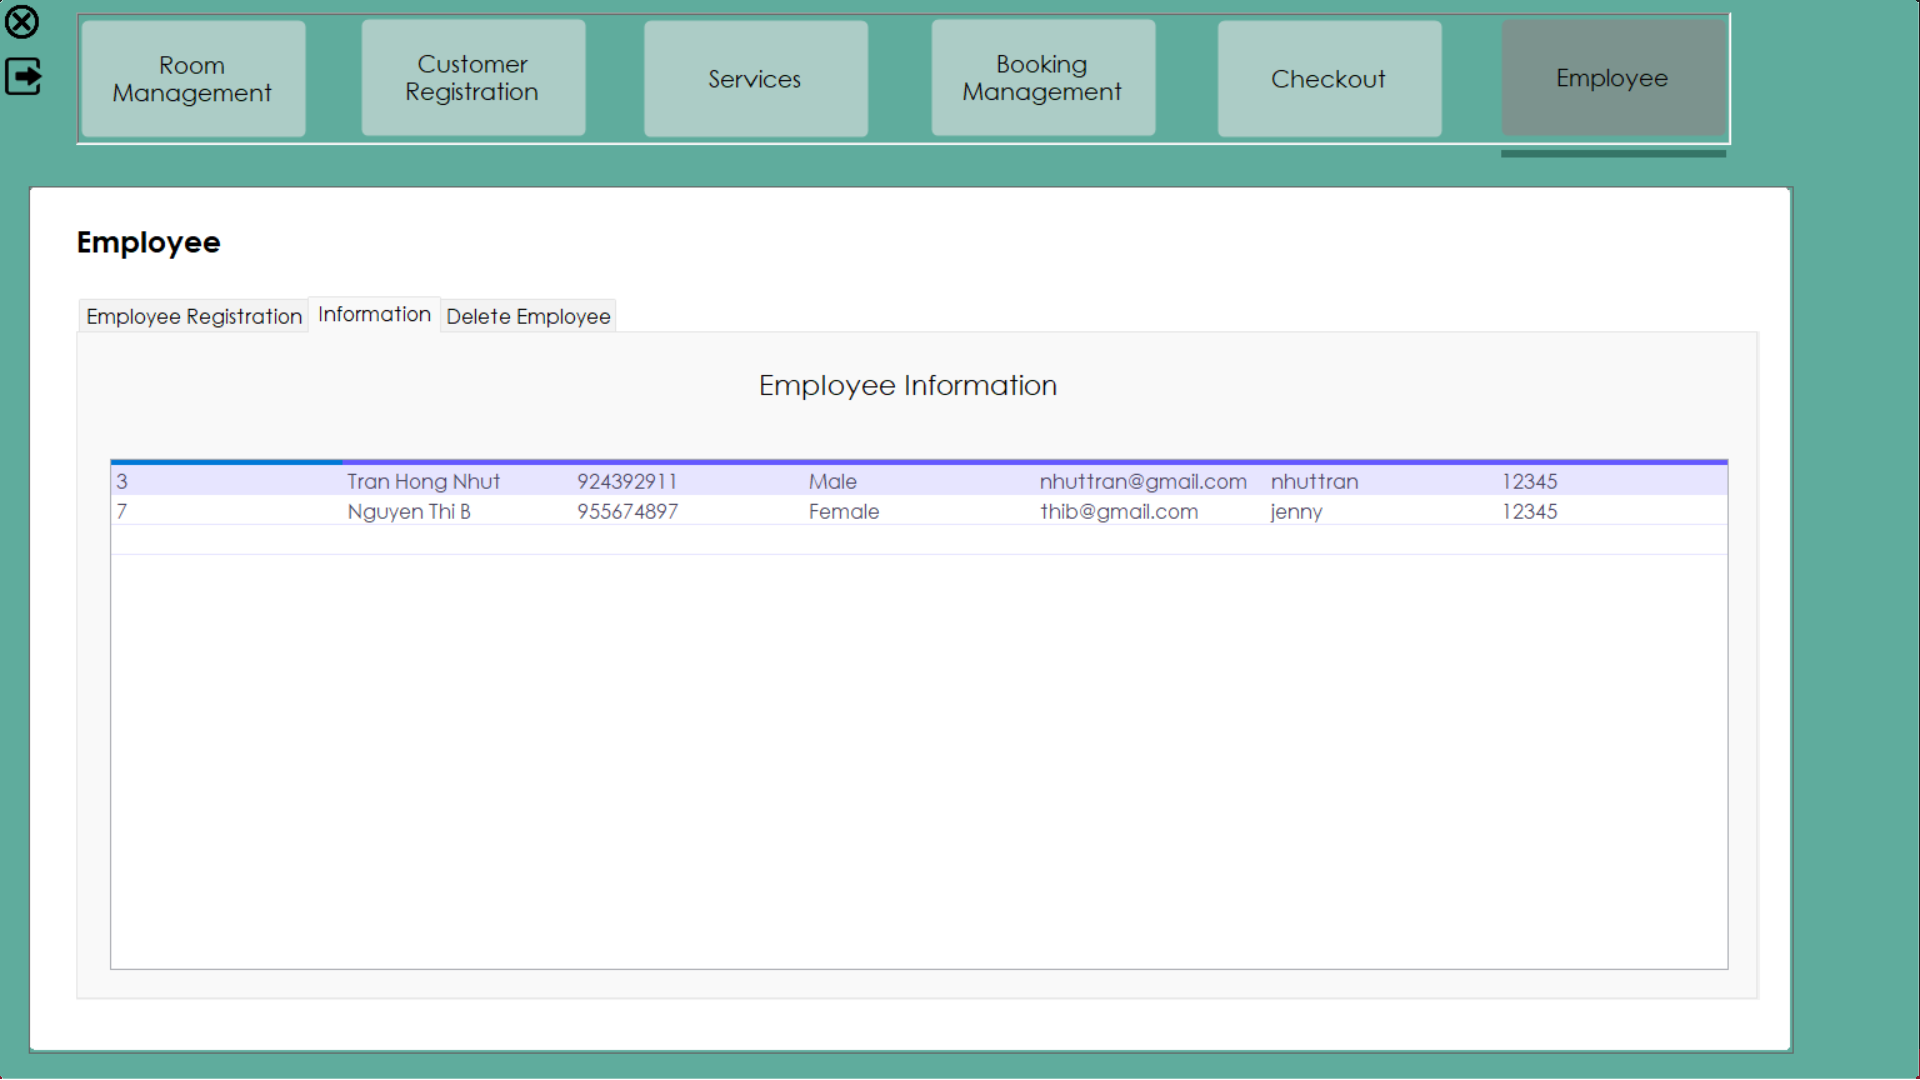 Room
Management
Customer
Registration
Services
Booking
Management
Checkout
Employee
Employee
Employee Registration Information Delete Employee
Employee Information
3 Tran Hong Nhut 924392911 Male nhuttran@gmail.com nhuttran 12345
7 Nguyen Thi B 955674897 Female thib@gmail.com jenny 12345